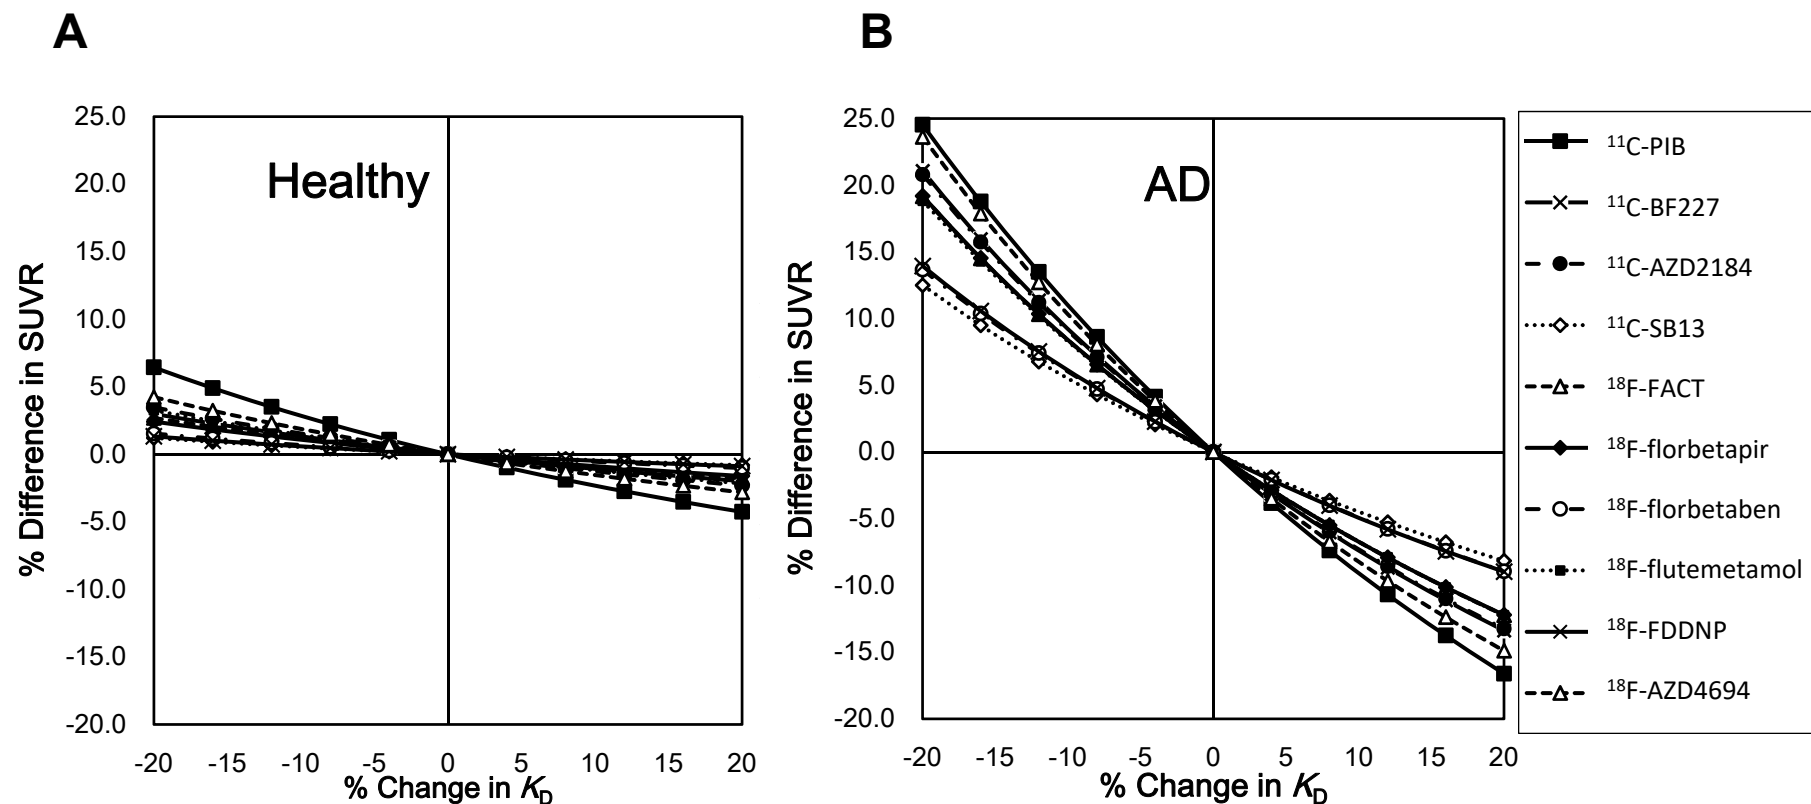 A
B
25.0
20.0
15.0
10.0
5.0
0.0
-5.0
-10.0
-15.0
-20.0
% Difference in SUVR
Healthy
-20 -15 -10 -5 0 5 10 15 20
% Change in KD
25.0
20.0
15.0
10.0
5.0
0.0
-5.0
-10.0
-15.0
-20.0
% Difference in SUVR
AD
-20 -15 -10 -5 0 5 10 15 20
% Change in KD
11C-PIB
11C-BF227
11C-AZD2184
11C-SB13
18F-FACT
18F-florbetapir
18F-florbetaben
18F-flutemetamol
18F-FDDNP
18F-AZD4694